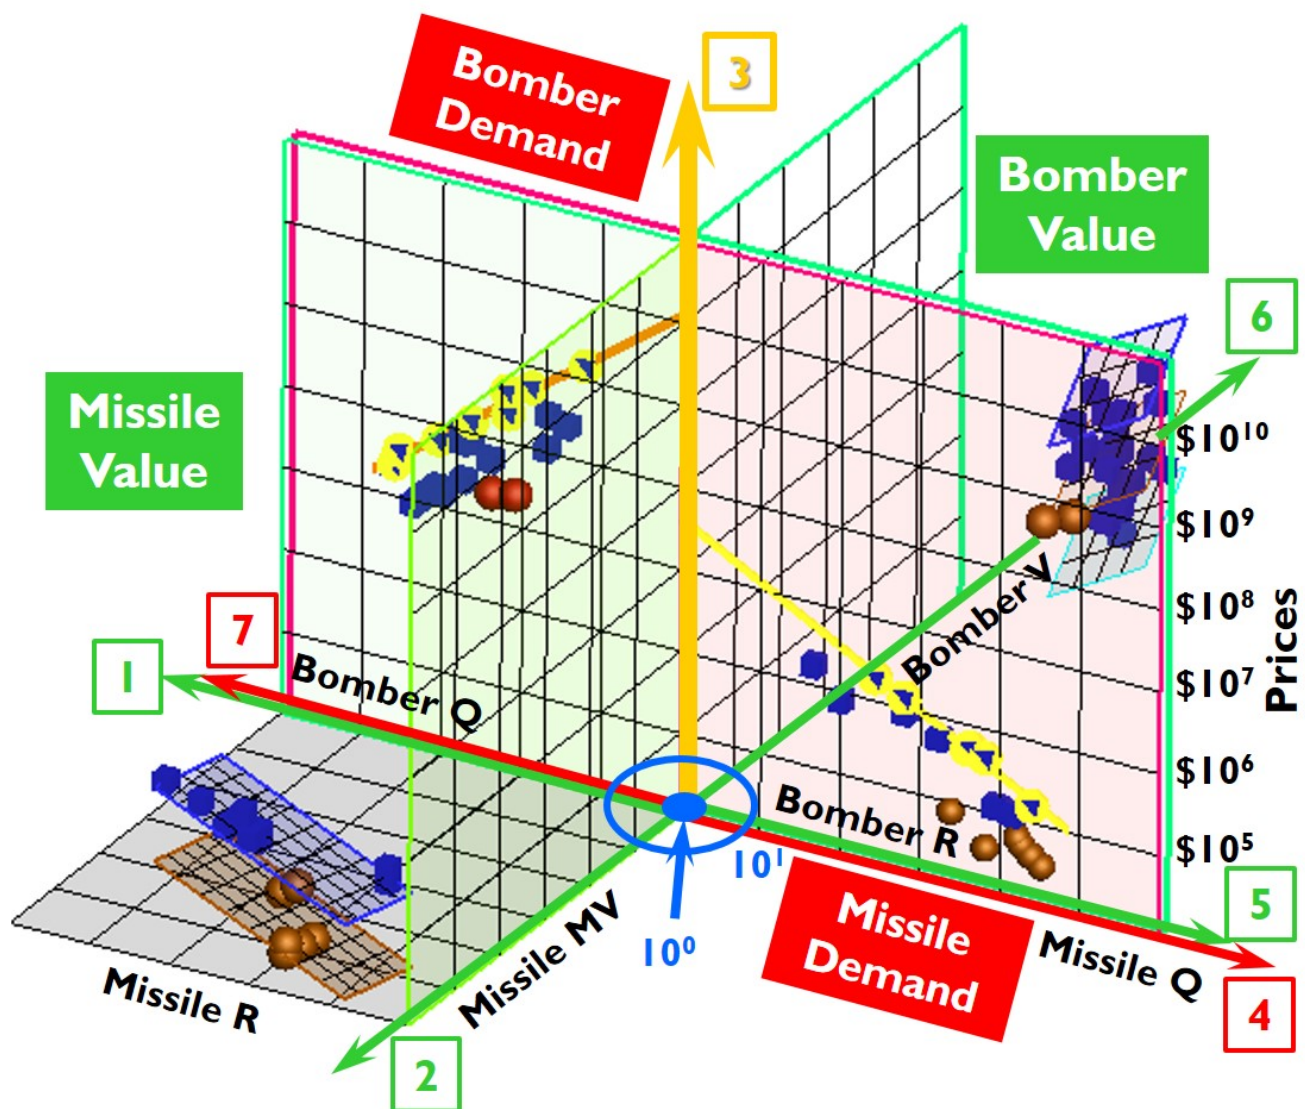 Bomber
Demand
3
Bomber
Value
6
Missile
Value
$10¹⁰
$10⁹
$10⁸
$10⁷
$10⁶
$10⁵
Prices
7
1
Bomber Q
Bomber V
Bomber R
10¹
10⁰
Missile MV
Missile R
Missile
Demand
Missile Q
5
4
2